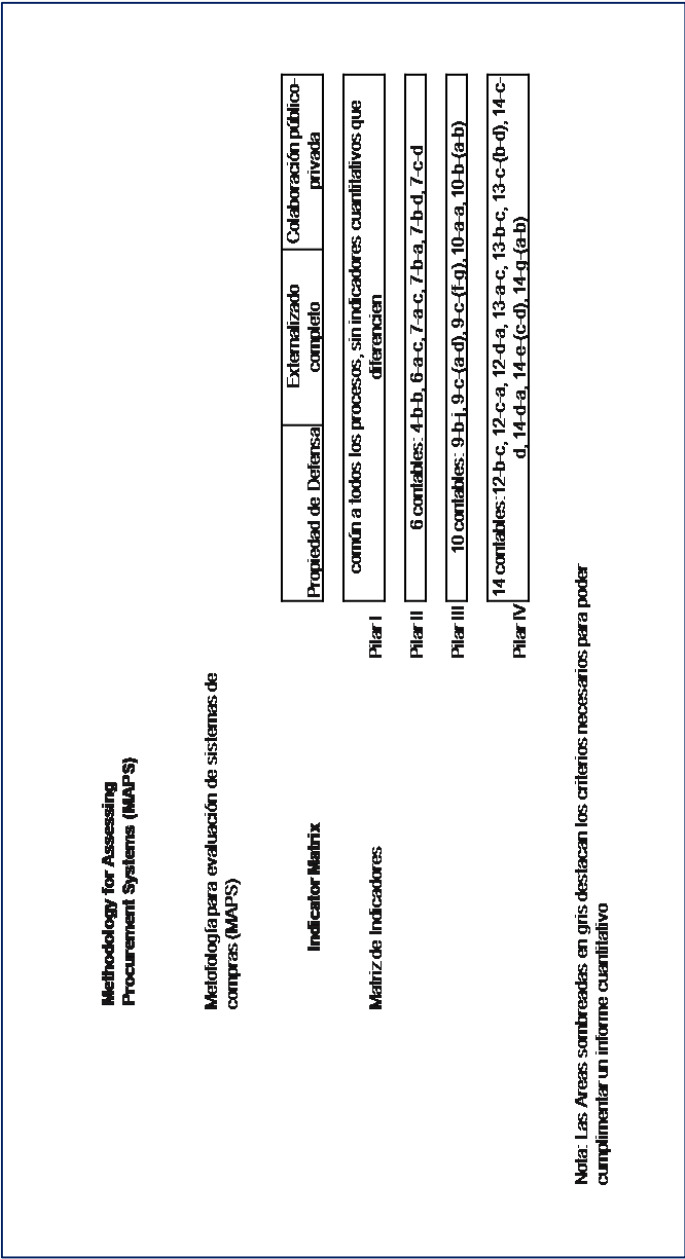 Methodology for Assessing
Procurement Systems (MAPS)
Metofología para evaluación de sistemas de
compras (MAPS)
Indicator Matrix
Propiedad de Defensa
Externalizado
completo
Colaboración público-
privada
Matriz de Indicadores
Pilar I
común a todos los procesos, sin indicadores cuantitativos que
diferencien
Pilar II
6 contables: 4-b-b, 6-a-c, 7-a-c, 7-b-a, 7-b-d, 7-c-d
Pilar III
10 contables: 9-b-j, 9-c-(a-d), 9-c-(f-g), 10-a-a, 10-b-(a-b)
Pilar IV
14 contables:12-b-c, 12-c-a, 12-d-a, 13-a-c, 13-b-c, 13-c-(b-d), 14-c-
d, 14-d-a, 14-e-(c-d), 14-g-(a-b)
Nota: Las Areas sombreadas en gris destacan los criterios necesarios para poder
cumplimentar un informe cuantitativo